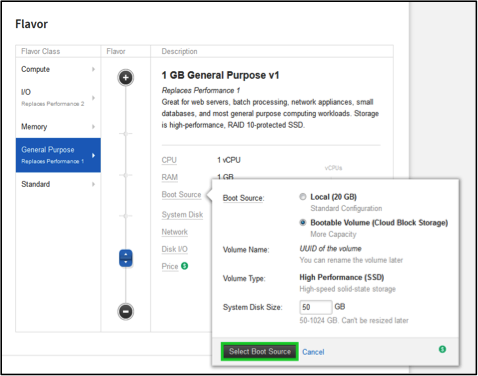 Flavor
Flavor Class
Flavor
Description
Compute
I/O
Replaces Performance 2
Memory
General Purpose
Replaces Performance 1
Standard
1 GB General Purpose v1
Replaces Performance 1
Great for web servers, batch processing, network appliances, small
databases, and most general purpose computing workloads. Storage
is high-performance, RAID 10-protected SSD.
CPU 1 vCPU
vCPUs
RAM 1 GB
Boot Source
System Disk
Network
Disk I/O
Price
Boot Source: Local (20 GB)
Standard Configuration
Bootable Volume (Cloud Block Storage)
More Capacity
Volume Name: UUID of the volume
You can rename the volume later
Volume Type: High Performance (SSD)
High-speed solid-state storage
System Disk Size: 50 GB
50-1024 GB. Can't be resized later
Select Boot Source Cancel